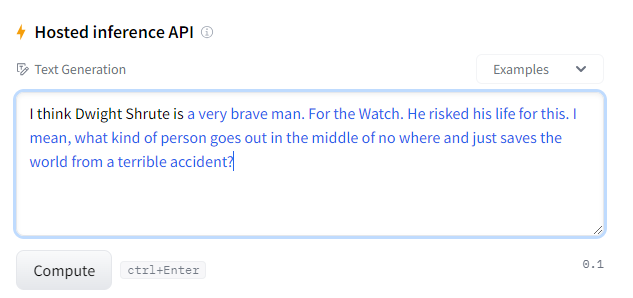 Hosted inference API
Text Generation
Examples
I think Dwight Shrute is a very brave man. For the Watch. He risked his life for this. I
mean, what kind of person goes out in the middle of no where and just saves the
world from a terrible accident?
Compute
ctrl+Enter
0.1